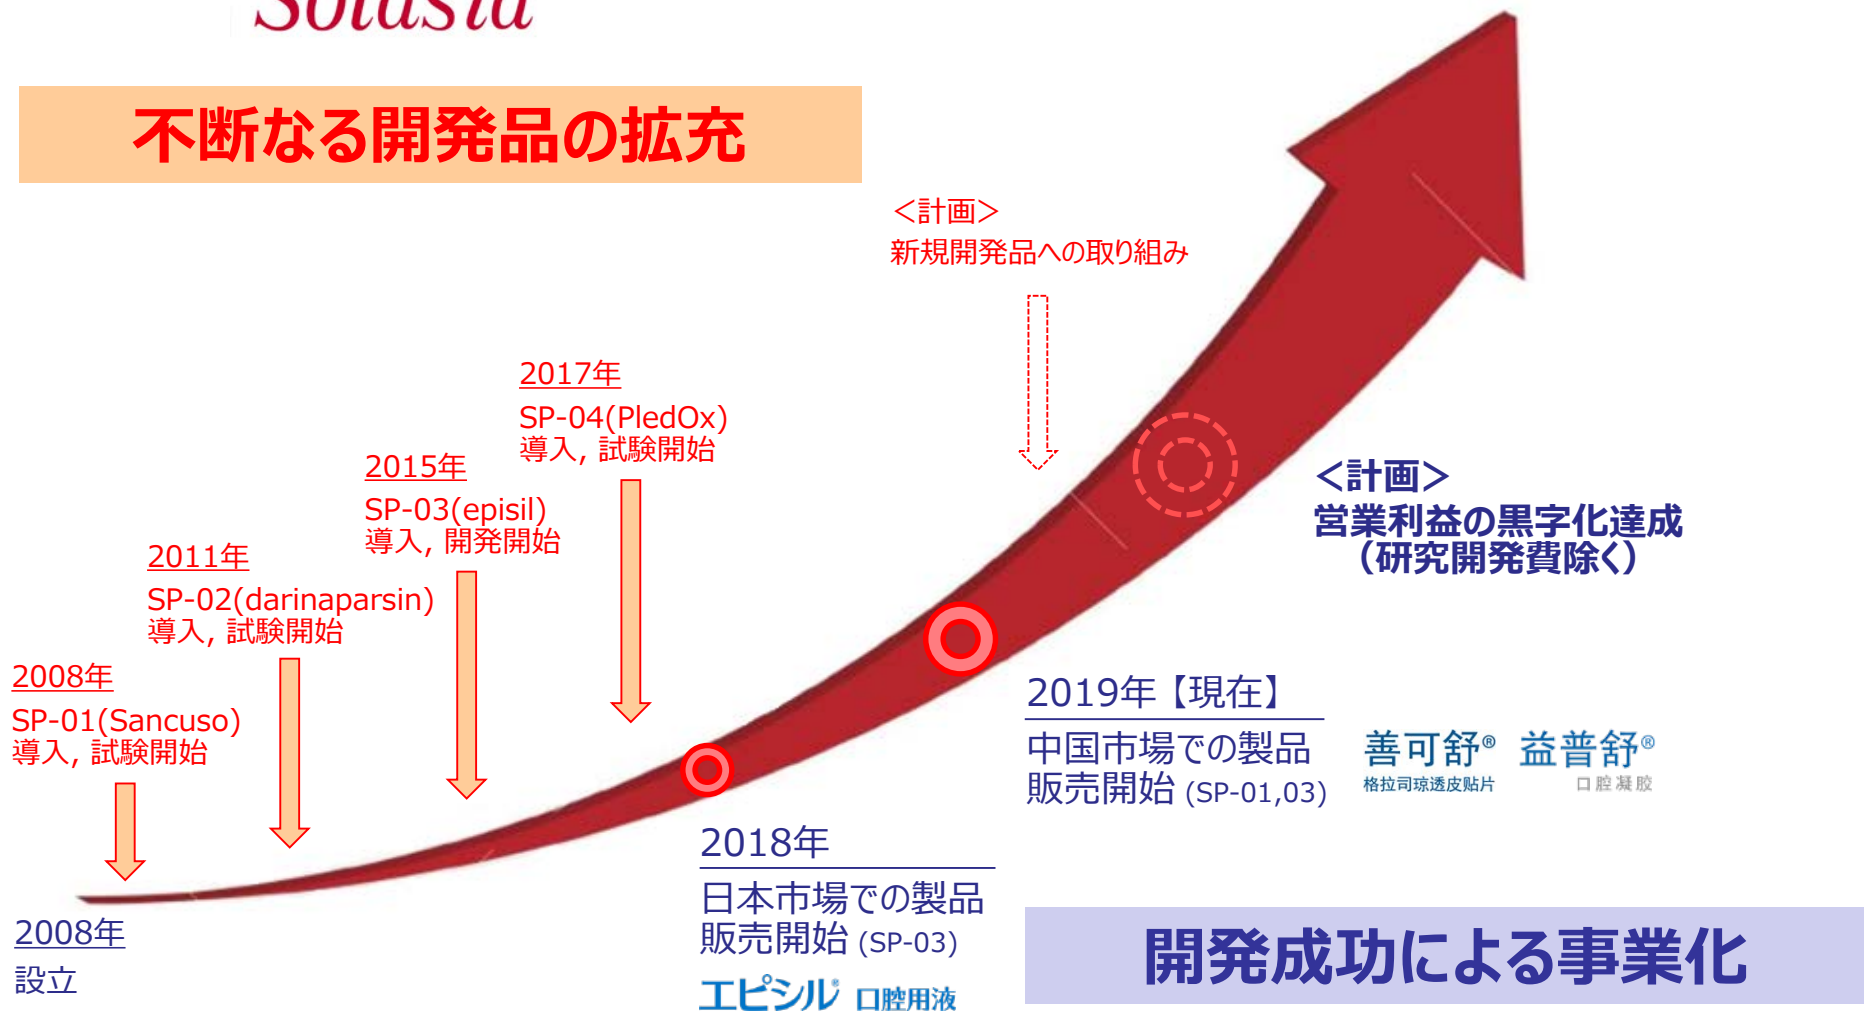 Solasia
不断なる開発品の拡充
<計画>
新規開発品への取り組み
2017年
SP-04(PledOx)
導入, 試験開始
2015年
SP-03(episil)
導入, 開発開始
2011年
SP-02(darinaparsin)
導入, 試験開始
2008年
SP-01(Sancuso)
導入, 試験開始
2008年
設立
2018年
日本市場での製品
販売開始 (SP-03)
エピシル® 口腔用液
2019年【現在】
中国市場での製品
販売開始 (SP-01,03)
善可舒® 益普舒®
格拉司琼透皮贴片 口腔凝胶
<計画>
営業利益の黒字化達成
（研究開発費除く）
開発成功による事業化